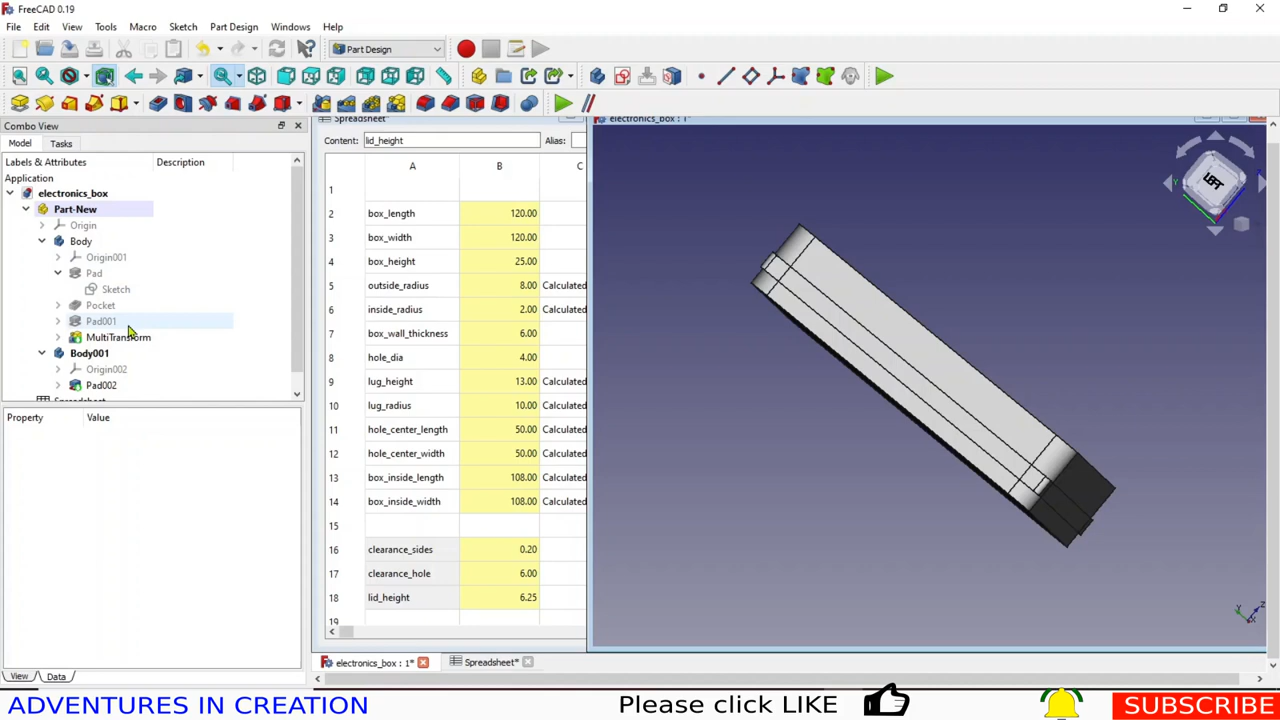 FreeCAD 0.19
File Edit View Tools Macro Sketch Part Design Windows Help
Part Design
Combo View
Model Tasks
Labels & Attributes Description
Application
electronics_box
Part-New
Origin
Body
Origin001
Pad
Sketch
Pocket
Pad001
MultiTransform
Body001
Origin002
Pad002
Property Value
View Data
Spreadsheet*
Content: lid_height Alias:
A B C
1
2 box_length 120.00
3 box_width 120.00
4 box_height 25.00
5 outside_radius 8.00 Calculated
6 inside_radius 2.00 Calculated
7 box_wall_thickness 6.00
8 hole_dia 4.00
9 lug_height 13.00 Calculated
10 lug_radius 10.00 Calculated
11 hole_center_length 50.00 Calculated
12 hole_center_width 50.00 Calculated
13 box_inside_length 108.00 Calculated
14 box_inside_width 108.00 Calculated
15
16 clearance_sides 0.20
17 clearance_hole 6.00
18 lid_height 6.25
19
electronics_box : 1*
LEFT
Y
Z
X
electronics_box : 1* Spreadsheet*
ADVENTURES IN CREATION Please click LIKE SUBSCRIBE